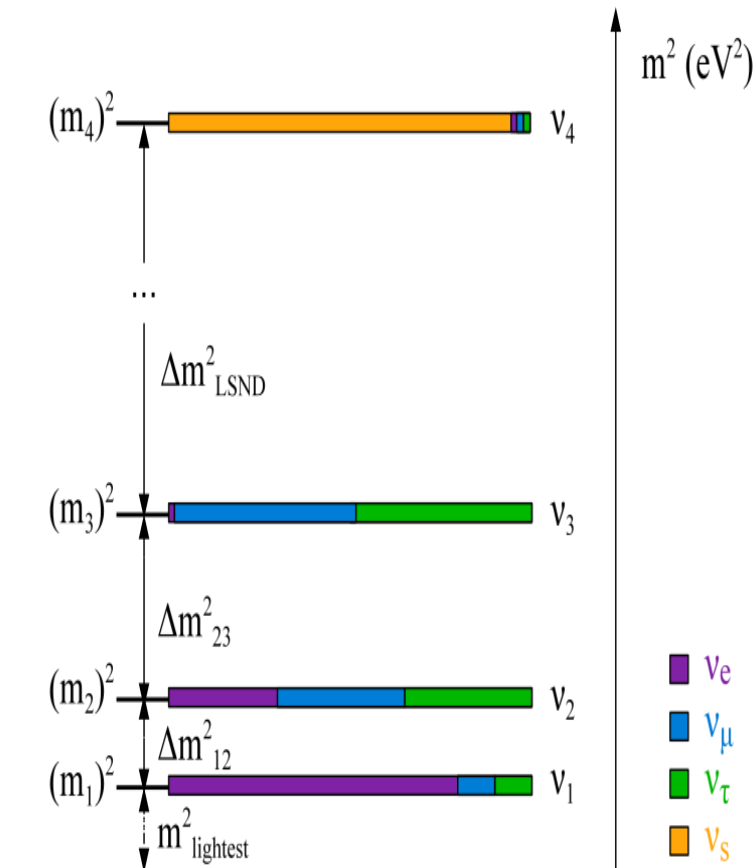 m² (eV²)
(m₄)² ν₄
...
Δm²LSND
(m₃)² ν₃
Δm²₂₃
(m₂)² ν₂
Δm²₁₂
(m₁)² ν₁
m²lightest
νe
νμ
ντ
νs